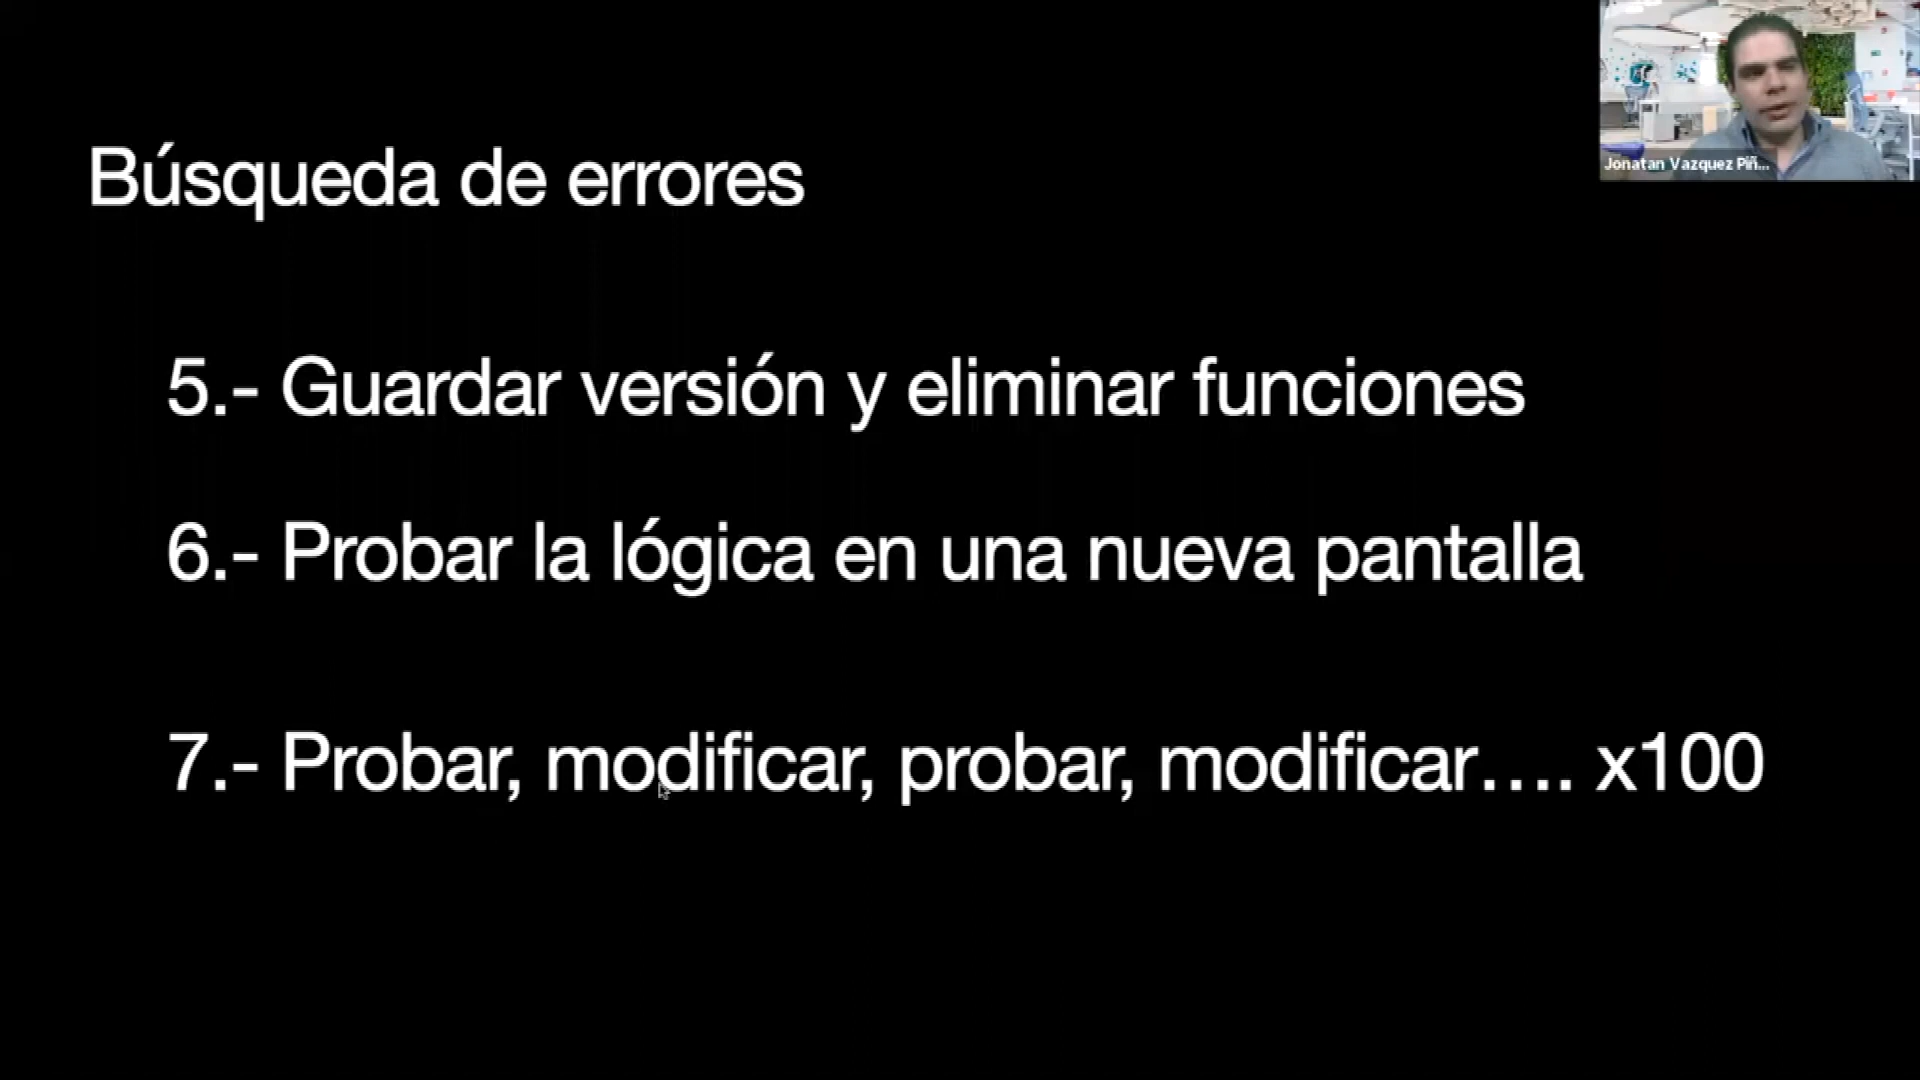 Búsqueda de errores
5.- Guardar versión y eliminar funciones
6.- Probar la lógica en una nueva pantalla
7.- Probar, modificar, probar, modificar.... x100
Jonatan Vazquez Piñ...